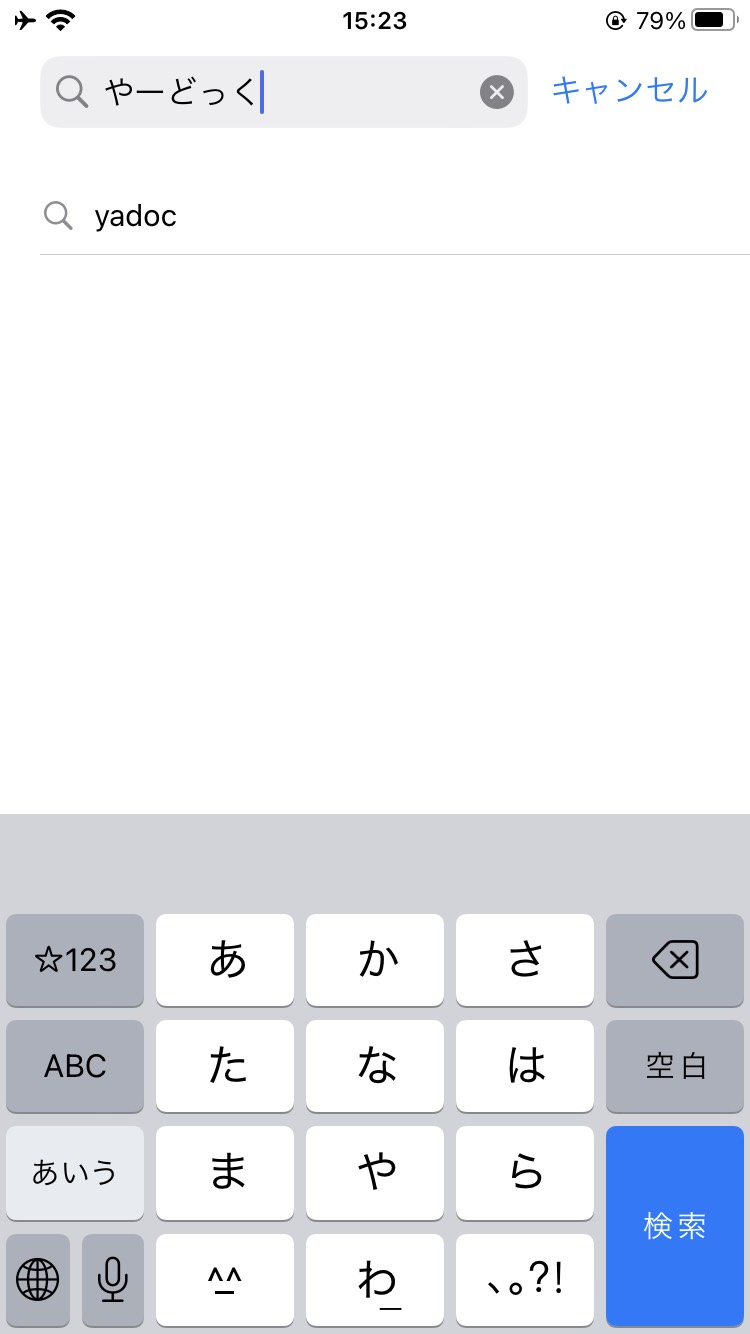 15:23
79%
やーどっく
キャンセル
yadoc
☆123
あ
か
さ
ABC
た
な
は
空白
あいう
ま
や
ら
検索
^_^
わ_
、。?!